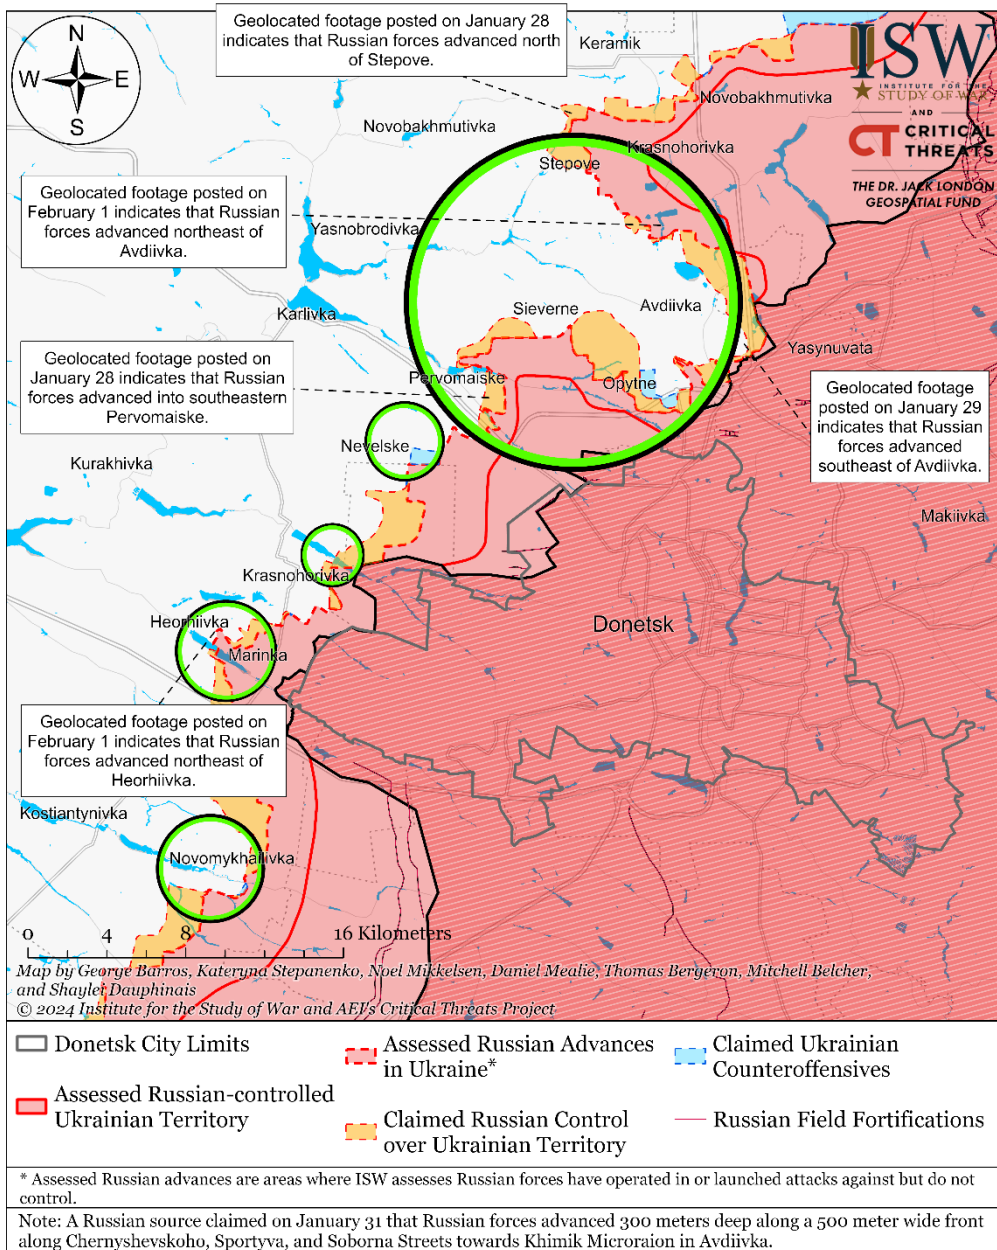 Geolocated footage posted on January 28
indicates that Russian forces advanced north
of Stepove.
N
W
E
S
Keramik
ISW
INSTITUTE FOR THE
STUDY OF WAR
AND
CT CRITICAL
THREATS
THE DR. JACK LONDON
GEOSPATIAL FUND
Novobakhmutivka
Novobakhmutivka
Krasnohorivka
Stepove
Geolocated footage posted on
February 1 indicates that Russian
forces advanced northeast of
Avdiivka.
Yasnobrodivka
Karlivka
Sieverne
Avdiivka
Yasynuvata
Geolocated footage posted on
January 28 indicates that Russian
forces advanced into southeastern
Pervomaiske.
Pervomaiske
Opytne
Geolocated footage
posted on January 29
indicates that Russian
forces advanced
southeast of Avdiivka.
Nevelske
Kurakhivka
Makiivka
Krasnohorivka
Heorhiivka
Marinka
Donetsk
Geolocated footage posted on
February 1 indicates that Russian
forces advanced northeast of
Heorhiivka.
Kostiantynivka
Novomykhailivka
0 4 8 16 Kilometers
Map by George Barros, Kateryna Stepanenko, Noel Mikkelsen, Daniel Mealie, Thomas Bergeron, Mitchell Belcher,
and Shaylei Dauphinais
© 2024 Institute for the Study of War and AEI's Critical Threats Project
Donetsk City Limits
Assessed Russian-controlled
Ukrainian Territory
Assessed Russian Advances
in Ukraine*
Claimed Russian Control
over Ukrainian Territory
Claimed Ukrainian
Counteroffensives
Russian Field Fortifications
* Assessed Russian advances are areas where ISW assesses Russian forces have operated in or launched attacks against but do not
control.
Note: A Russian source claimed on January 31 that Russian forces advanced 300 meters deep along a 500 meter wide front
along Chernyshevskoho, Sportyva, and Soborna Streets towards Khimik Microraion in Avdiivka.